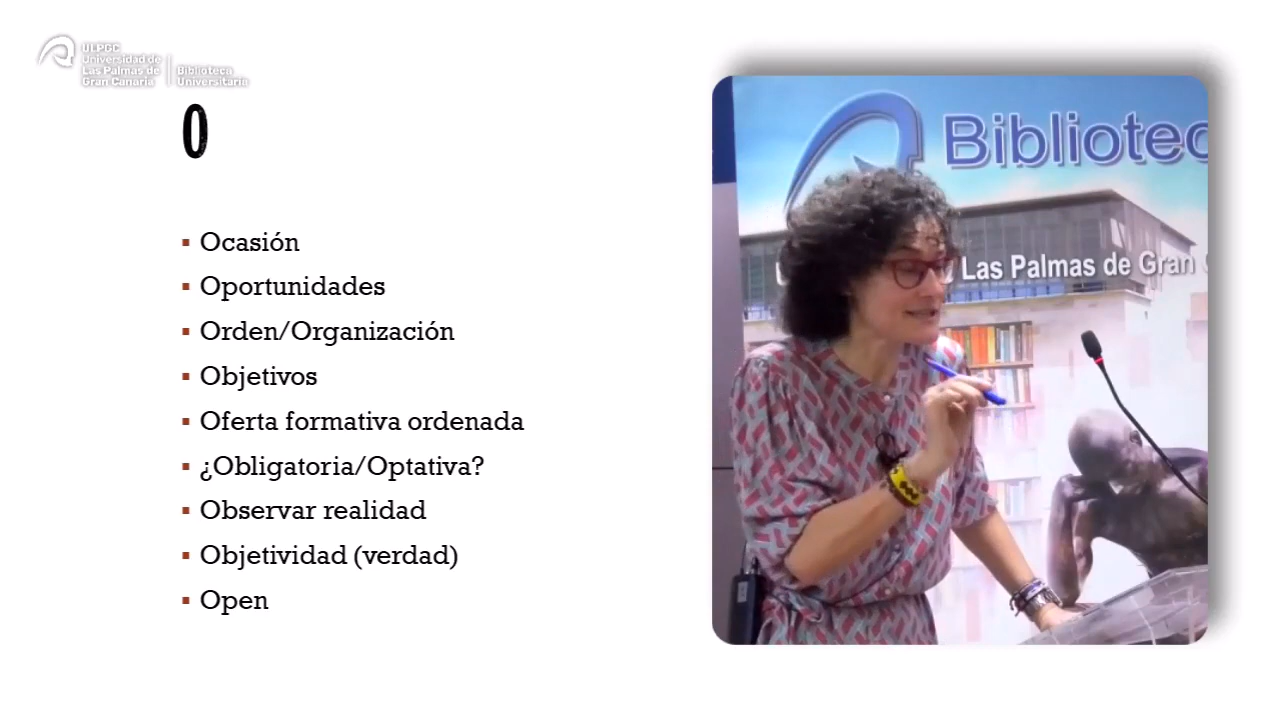 ULPGC
Universidad de
Las Palmas de
Gran Canaria
Biblioteca
Universitaria
O
Ocasión
Oportunidades
Orden/Organización
Objetivos
Oferta formativa ordenada
¿Obligatoria/Optativa?
Observar realidad
Objetividad (verdad)
Open
Bibliotec
Las Palmas de Gran